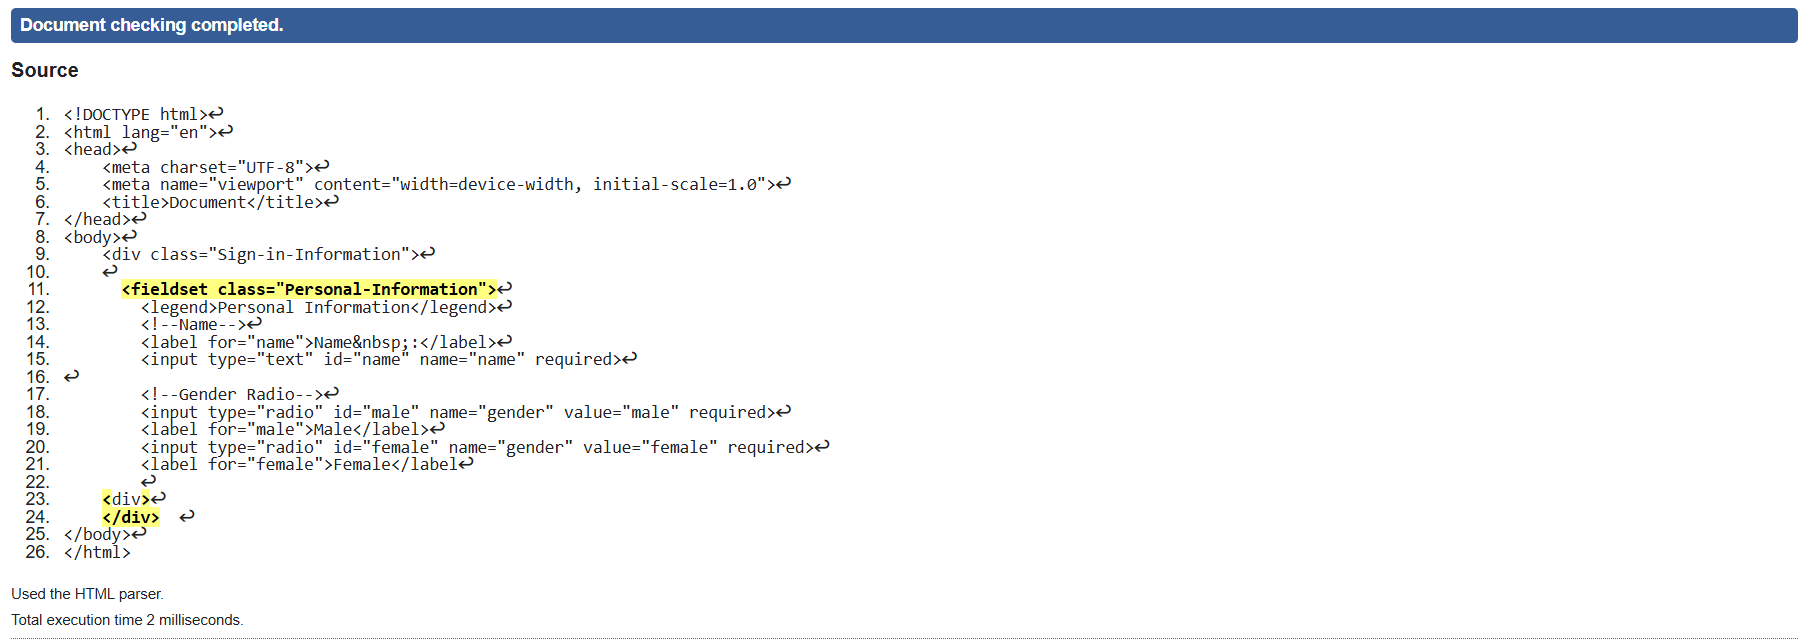 Document checking completed.
Source
1. <!DOCTYPE html>↩
2. <html lang="en">↩
3. <head>↩
4.     <meta charset="UTF-8">↩
5.     <meta name="viewport" content="width=device-width, initial-scale=1.0">↩
6.     <title>Document</title>↩
7. </head>↩
8. <body>↩
9.     <div class="Sign-in-Information">↩
10.     ↩
11.       <fieldset class="Personal-Information">↩
12.         <legend>Personal Information</legend>↩
13.         <!--Name-->↩
14.         <label for="name">Name&nbsp;:</label>↩
15.         <input type="text" id="name" name="name" required>↩
16. ↩
17.         <!--Gender Radio-->↩
18.         <input type="radio" id="male" name="gender" value="male" required>↩
19.         <label for="male">Male</label>↩
20.         <input type="radio" id="female" name="gender" value="female" required>↩
21.         <label for="female">Female</label↩
22.         ↩
23.     <div>↩
24.     </div>  ↩
25. </body>↩
26. </html>
Used the HTML parser.
Total execution time 2 milliseconds.